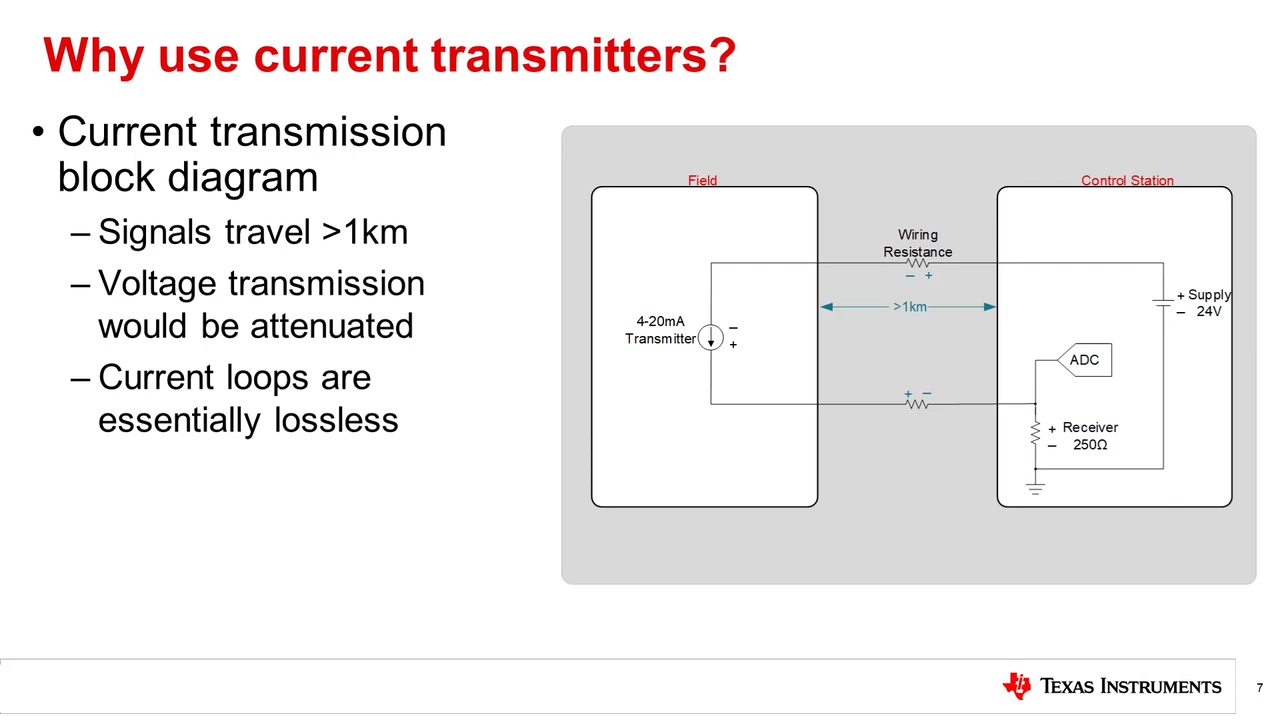 Why use current transmitters?
• Current transmission
block diagram
– Signals travel >1km
– Voltage transmission
would be attenuated
– Current loops are
essentially lossless
Field
Control Station
Wiring
Resistance
– +
>1km
4-20mA
Transmitter
–
+
+ Supply
– 24V
ADC
+ –
+ Receiver
– 250Ω
TEXAS INSTRUMENTS
7